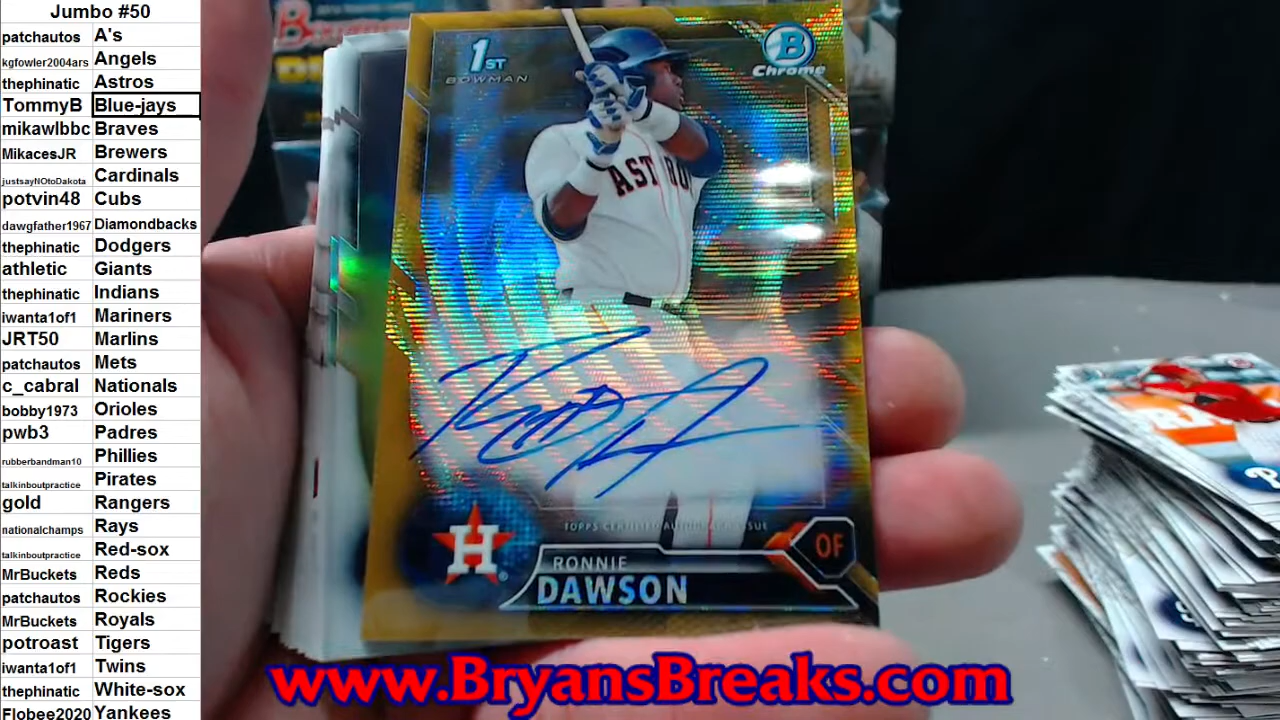 Jumbo #50
patchautos A's
kgfowler2004ars Angels
thephinatic Astros
TommyB Blue-jays
mikawlbbc Braves
MikacesJR Brewers
justsayNOtoDakota Cardinals
potvin48 Cubs
dawgfather1967 Diamondbacks
thephinatic Dodgers
athletic Giants
thephinatic Indians
iwanta1of1 Mariners
JRT50 Marlins
patchautos Mets
c_cabral Nationals
bobby1973 Orioles
pwb3 Padres
rubberbandman10 Phillies
talkinboutpractice Pirates
gold Rangers
nationalchamps Rays
talkinboutpractice Red-sox
MrBuckets Reds
patchautos Rockies
MrBuckets Royals
potroast Tigers
iwanta1of1 Twins
thephinatic White-sox
Flobee2020 Yankees
1ST
BOWMAN
B
Chrome
ASTRO
TOPPS CERTIFIED AUTOGRAPH ISSUE
H
RONNIE
DAWSON
OF
www.BryansBreaks.com